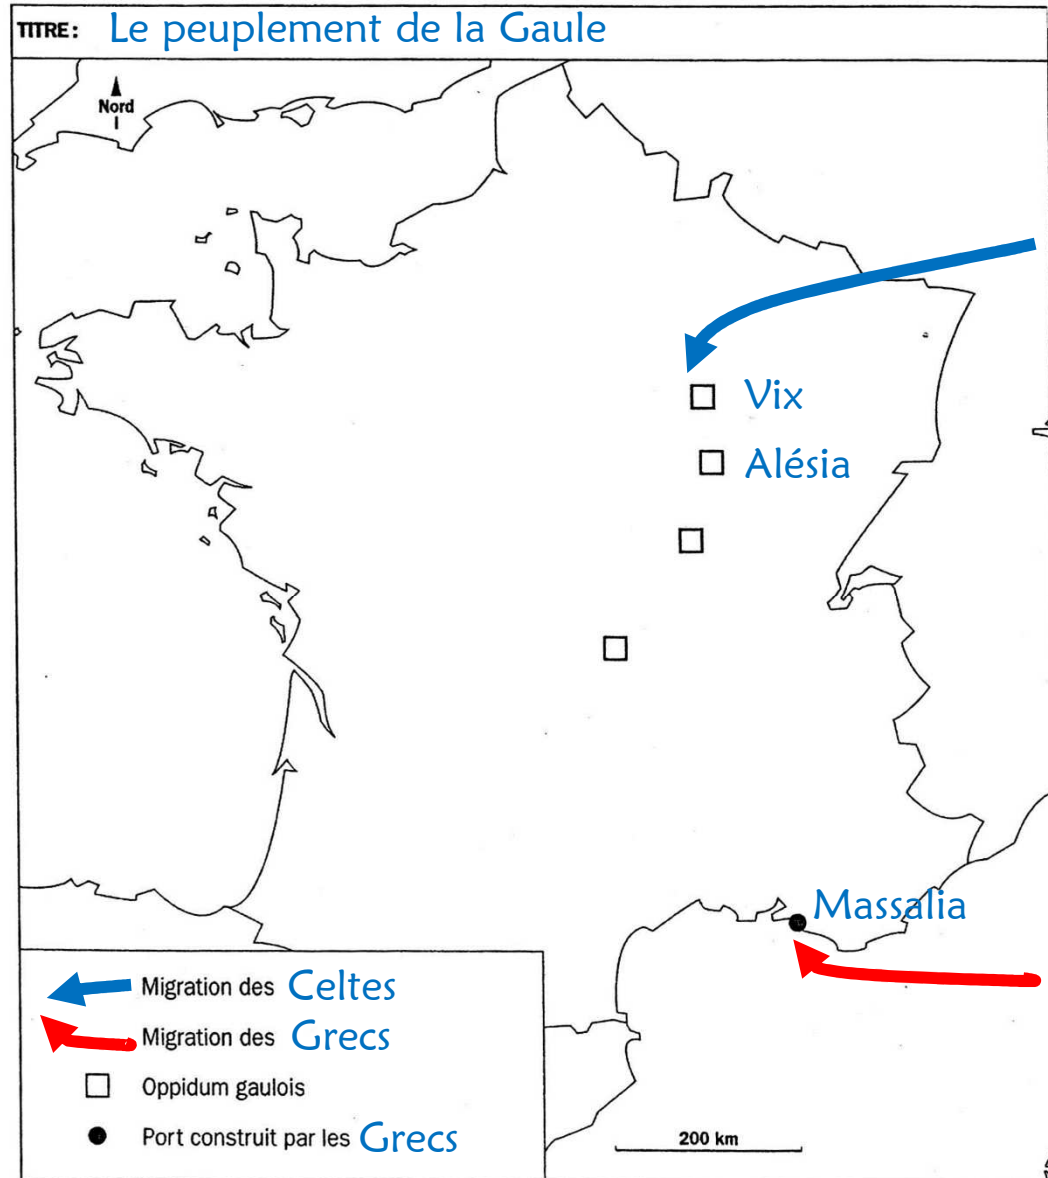 TITRE: Le peuplement de la Gaule
Nord
Vix
Alésia
Massalia
Migration des Celtes
Migration des Grecs
Oppidum gaulois
Port construit par les Grecs
200 km